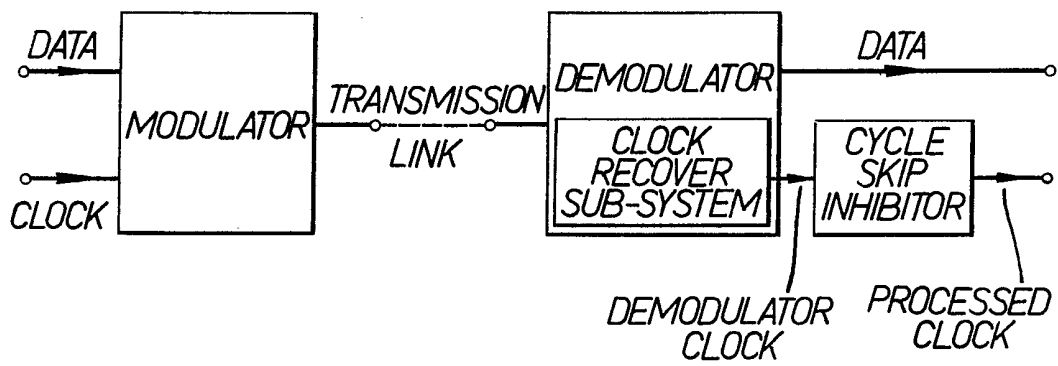 DATA
CLOCK
MODULATOR
TRANSMISSION
LINK
DEMODULATOR
CLOCK
RECOVER
SUB-SYSTEM
DATA
CYCLE
SKIP
INHIBITOR
DEMODULATOR
CLOCK
PROCESSED
CLOCK